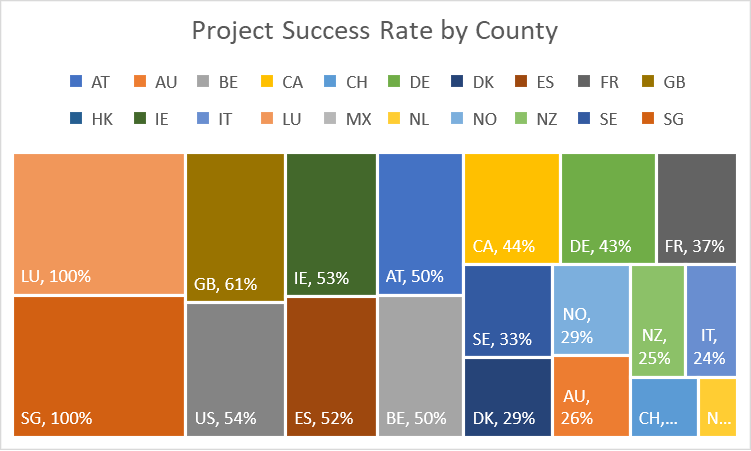 Project Success Rate by County
AT AU BE CA CH DE DK ES FR GB
HK IE IT LU MX NL NO NZ SE SG
LU, 100%
SG, 100%
GB, 61%
US, 54%
IE, 53%
ES, 52%
AT, 50%
BE, 50%
CA, 44%
DE, 43%
FR, 37%
SE, 33%
DK, 29%
NO,
29%
AU,
26%
NZ,
25%
IT,
24%
CH,...
N...